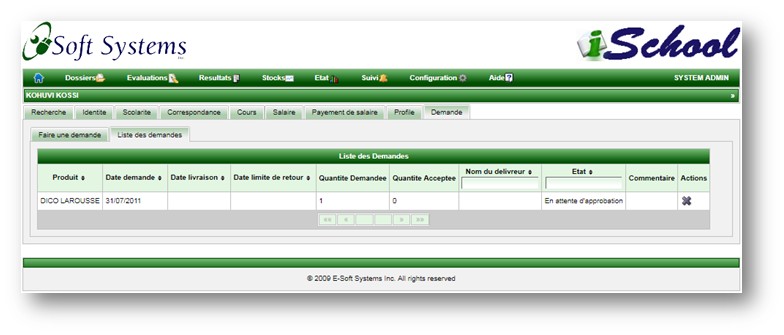 eSoft Systems Inc.
iSchool
Dossiers Evaluations Resultats Stocks Etat Suivi Configuration Aide SYSTEM ADMIN
KOHUVI KOSSI »
Recherche Identite Scolarite Correspondance Cours Salaire Payement de salaire Profile Demande
Faire une demande Liste des demandes
Liste des Demandes
Produit Date demande Date livraison Date limite de retour Quantite Demandee Quantite Acceptee Nom du delivreur Etat Commentaire Actions
DICO LAROUSSE 31/07/2011 1 0 En attente d'approbation
«« « » »»
© 2009 E-Soft Systems Inc. All rights reserved